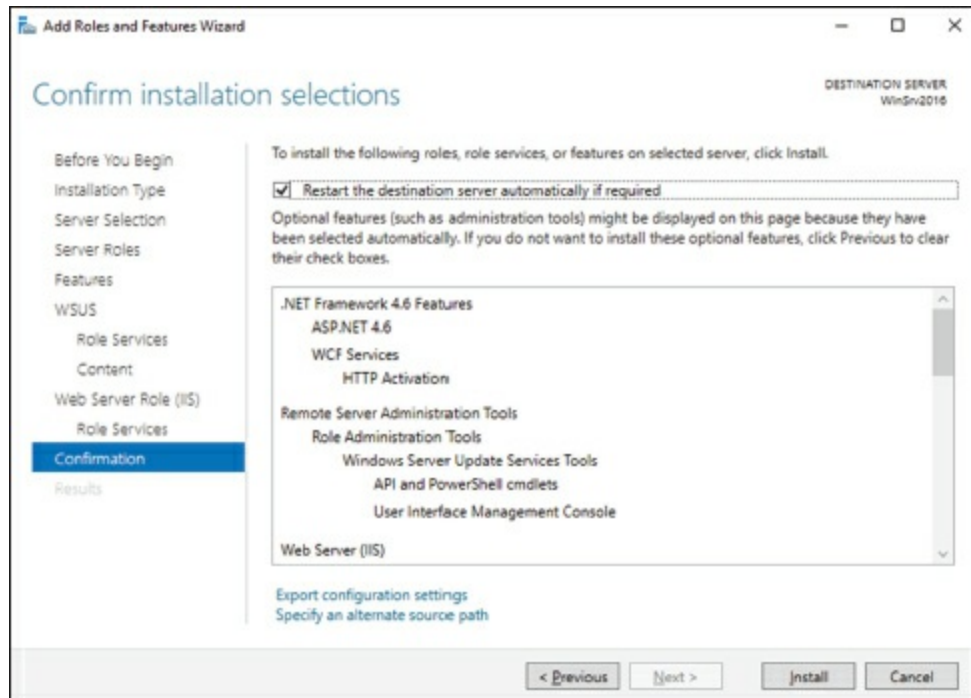 Add Roles and Features Wizard
Confirm installation selections
DESTINATION SERVER
WinSrv2016
Before You Begin
Installation Type
Server Selection
Server Roles
Features
WSUS
Role Services
Content
Web Server Role (IIS)
Role Services
Confirmation
Results
To install the following roles, role services, or features on selected server, click Install.
Restart the destination server automatically if required
Optional features (such as administration tools) might be displayed on this page because they have
been selected automatically. If you do not want to install these optional features, click Previous to clear
their check boxes.
.NET Framework 4.6 Features
ASP.NET 4.6
WCF Services
HTTP Activation
Remote Server Administration Tools
Role Administration Tools
Windows Server Update Services Tools
API and PowerShell cmdlets
User Interface Management Console
Web Server (IIS)
Export configuration settings
Specify an alternate source path
< Previous
Next >
Install
Cancel